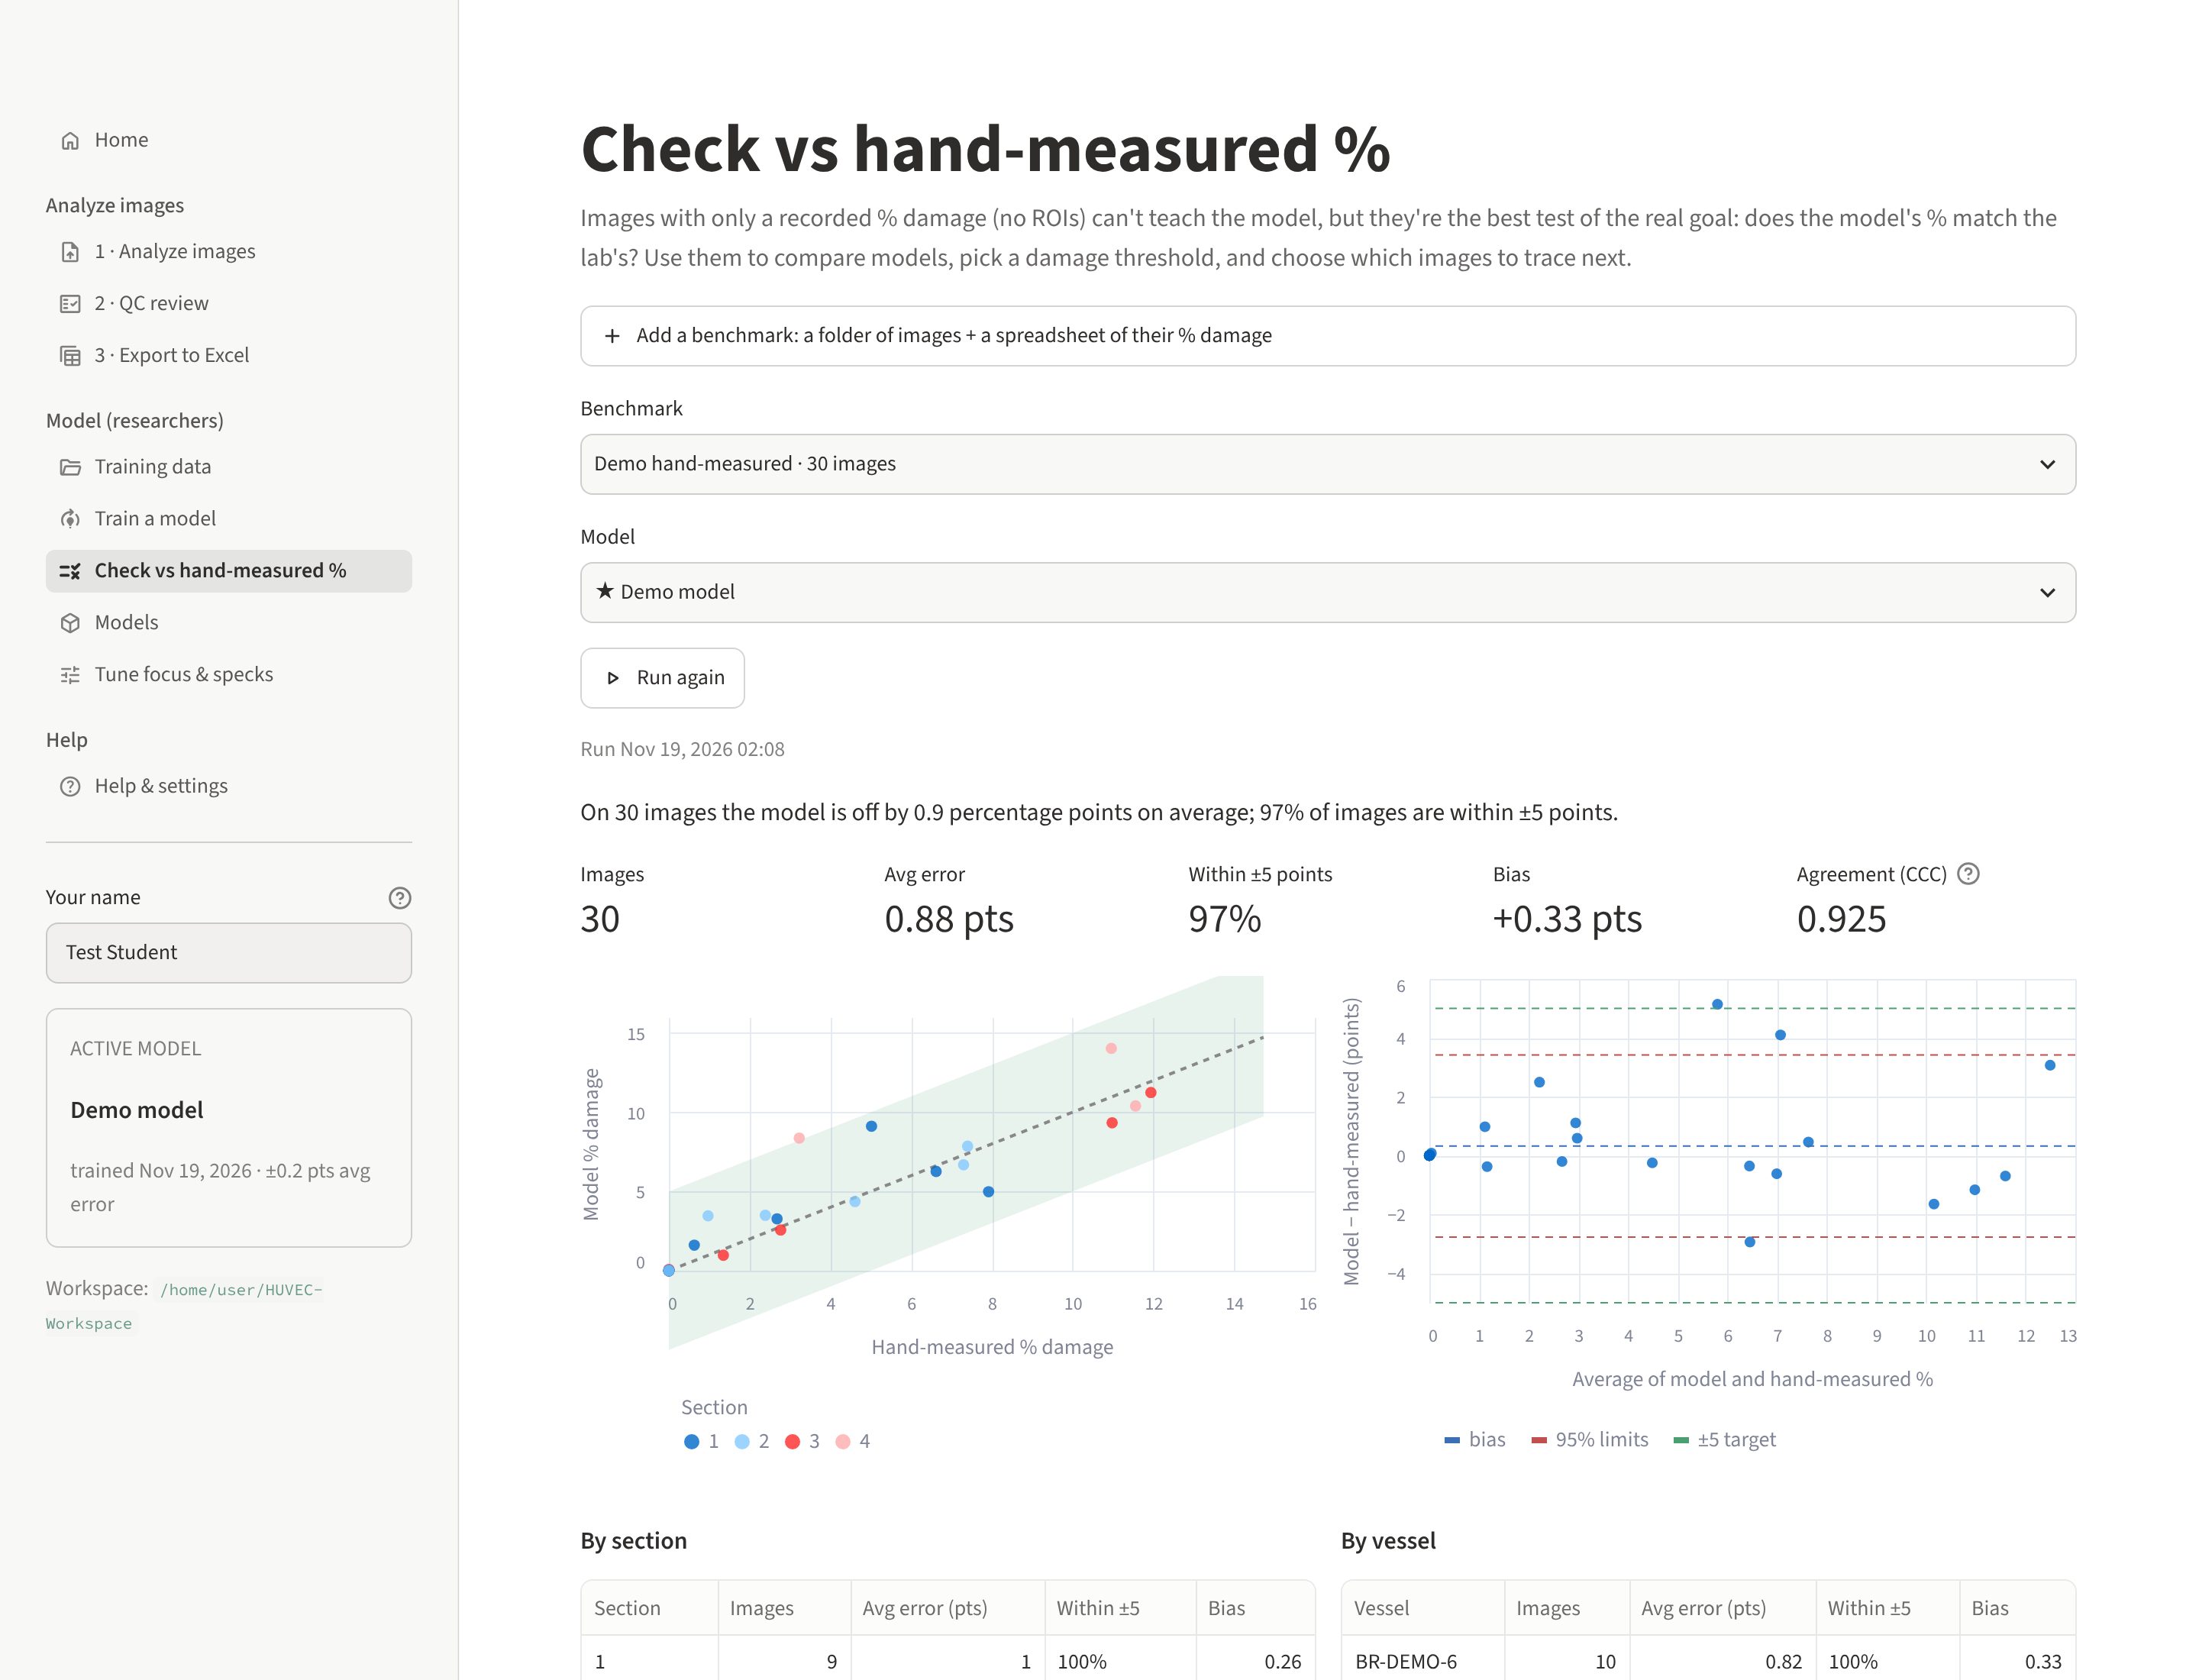 Home
Analyze images
1 · Analyze images
2 · QC review
3 · Export to Excel
Model (researchers)
Training data
Train a model
Check vs hand-measured %
Models
Tune focus & specks
Help
Help & settings
Your name
Test Student
ACTIVE MODEL
Demo model
trained Nov 19, 2026 · ±0.2 pts avg
error
Workspace: /home/user/HUVEC-
Workspace
Check vs hand-measured %
Images with only a recorded % damage (no ROIs) can't teach the model, but they're the best test of the real goal: does the model's % match the
lab's? Use them to compare models, pick a damage threshold, and choose which images to trace next.
Add a benchmark: a folder of images + a spreadsheet of their % damage
Benchmark
Demo hand-measured · 30 images
Model
★ Demo model
Run again
Run Nov 19, 2026 02:08
On 30 images the model is off by 0.9 percentage points on average; 97% of images are within ±5 points.
Images Avg error Within ±5 points Bias Agreement (CCC)
30 0.88 pts 97% +0.33 pts 0.925
Model % damage
15
10
5
0
0 2 4 6 8 10 12 14 16
Hand-measured % damage
Section
1 2 3 4
Model − hand-measured (points)
6
4
2
0
−2
−4
0 1 2 3 4 5 6 7 8 9 10 11 12 13
Average of model and hand-measured %
bias 95% limits ±5 target
By section
Section Images Avg error (pts) Within ±5 Bias
1 9 1 100% 0.26
By vessel
Vessel Images Avg error (pts) Within ±5 Bias
BR-DEMO-6 10 0.82 100% 0.33